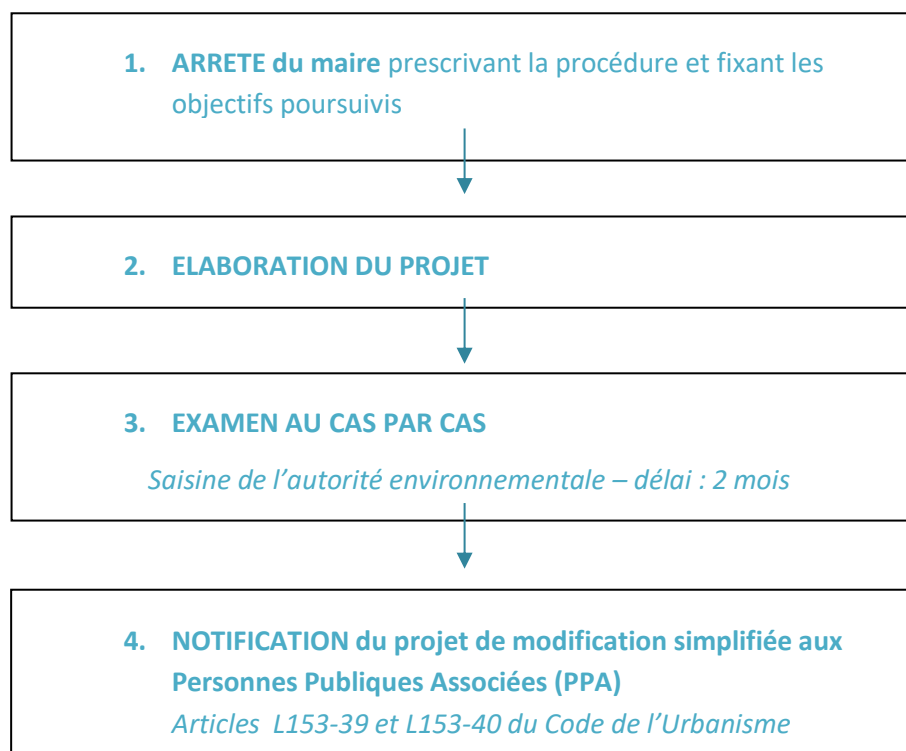 1. ARRETE du maire prescrivant la procédure et fixant les
objectifs poursuivis
2. ELABORATION DU PROJET
3. EXAMEN AU CAS PAR CAS
Saisine de l’autorité environnementale – délai : 2 mois
4. NOTIFICATION du projet de modification simplifiée aux
Personnes Publiques Associées (PPA)
Articles L153-39 et L153-40 du Code de l’Urbanisme